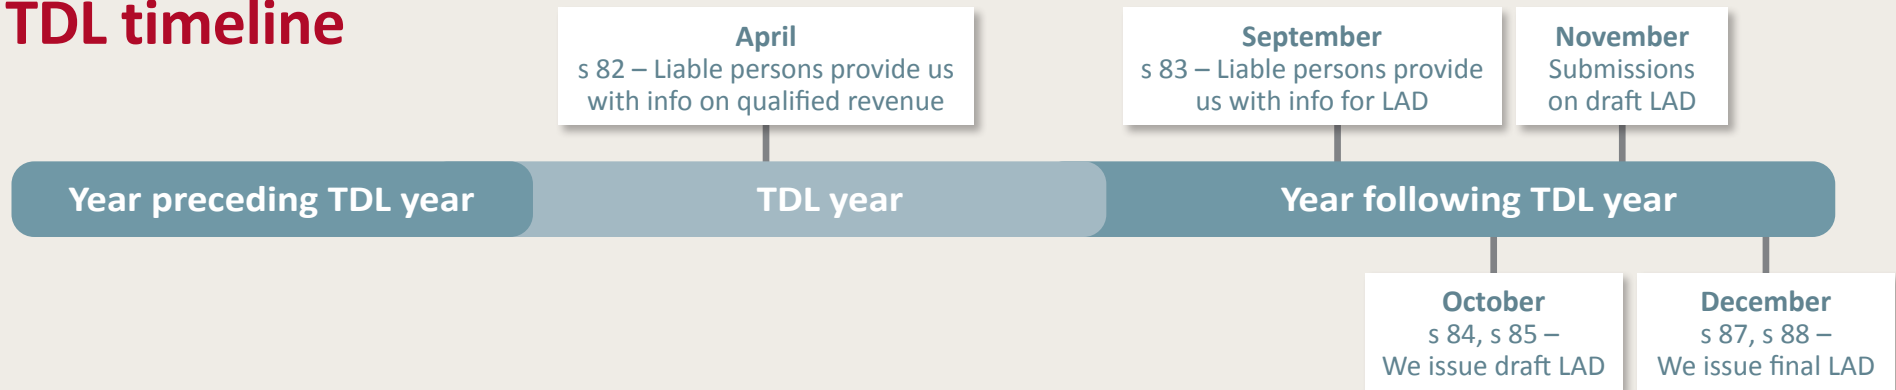 TDL timeline
April
s 82 – Liable persons provide us
with info on qualified revenue
September
s 83 – Liable persons provide
us with info for LAD
November
Submissions
on draft LAD
Year preceding TDL year
TDL year
Year following TDL year
October
s 84, s 85 –
We issue draft LAD
December
s 87, s 88 –
We issue final LAD